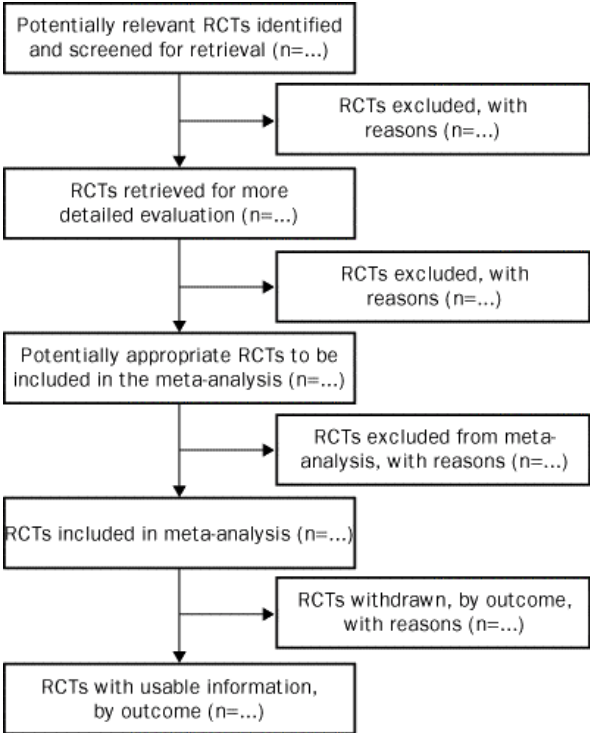 Potentially relevant RCTs identified
and screened for retrieval (n=...)
RCTs excluded, with
reasons (n=...)
RCTs retrieved for more
detailed evaluation (n=...)
RCTs excluded, with
reasons (n=...)
Potentially appropriate RCTs to be
included in the meta-analysis (n=...)
RCTs excluded from meta-
analysis, with reasons (n=...)
RCTs included in meta-analysis (n=...)
RCTs withdrawn, by outcome,
with reasons (n=...)
RCTs with usable information,
by outcome (n=...)